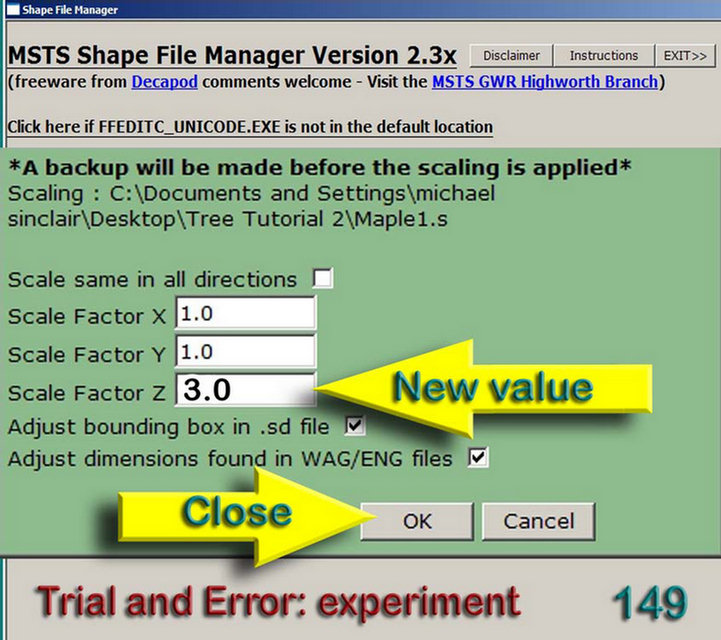 Shape File Manager
MSTS Shape File Manager Version 2.3x Disclaimer Instructions EXIT>>
(freeware from Decapod comments welcome - Visit the MSTS GWR Highworth Branch)
Click here if FFEDITC_UNICODE.EXE is not in the default location
*A backup will be made before the scaling is applied*
Scaling : C:\Documents and Settings\michael
sinclair\Desktop\Tree Tutorial 2\Maple1.s
Scale same in all directions
Scale Factor X 1.0
Scale Factor Y 1.0
Scale Factor Z 3.0 New value
Adjust bounding box in .sd file
Adjust dimensions found in WAG/ENG files
Close OK Cancel
Trial and Error: experiment 149